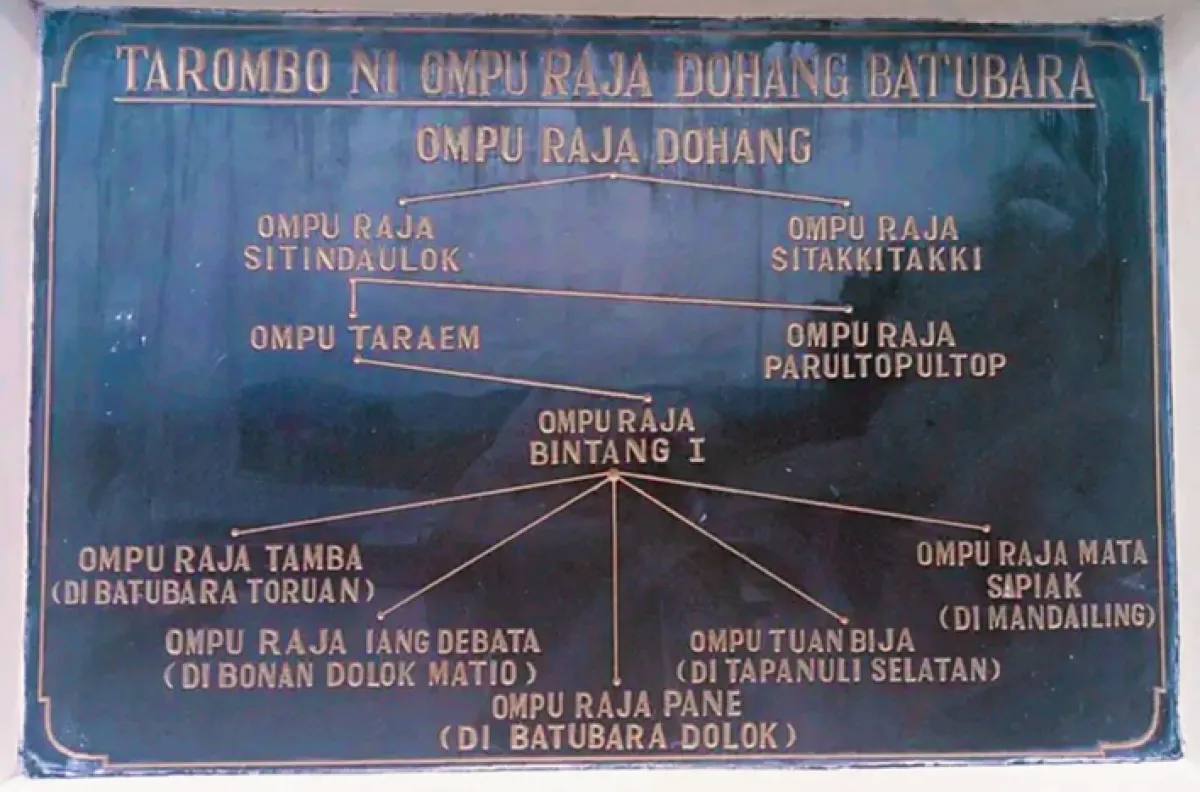 TAROMBO NI OMPU RAJA DOHANG BATUBARA
OMPU RAJA DOHANG
OMPU RAJA
SITINDAULOK
OMPU RAJA
SITAKKITAKKI
OMPU TARAEM
OMPU RAJA
PARULTOPULTOP
OMPU RAJA
BINTANG I
OMPU RAJA TAMBA
(DI BATUBARA TORUAN)
OMPU RAJA IANG DEBATA
(DI BONAN DOLOK MATIO)
OMPU RAJA PANE
(DI BATUBARA DOLOK)
OMPU TUAN BIJA
(DI TAPANULI SELATAN)
OMPU RAJA MATA
SAPIAK
(DI MANDAILING)